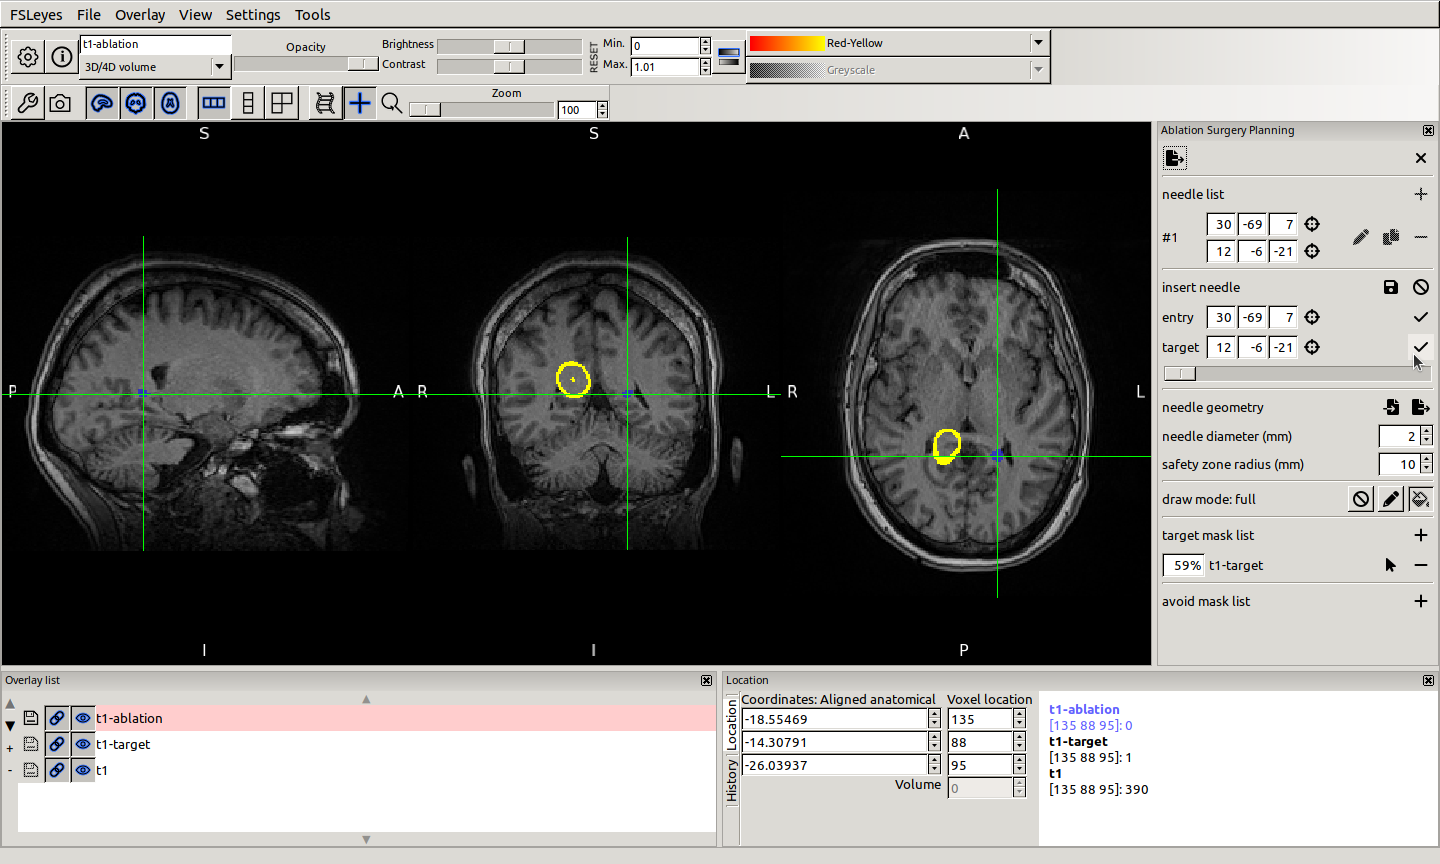 FSLeyes File Overlay View Settings Tools
t1-ablation
3D/4D volume
Opacity
Brightness
Contrast
RESET
Min. 0
Max. 1.01
Red-Yellow
Greyscale
Zoom
100
S S A
P A R L R L
I I P
Ablation Surgery Planning
needle list
#1
30 -69 7
12 -6 -21
insert needle
entry 30 -69 7
target 12 -6 -21
needle geometry
needle diameter (mm) 2
safety zone radius (mm) 10
draw mode: full
target mask list
59% t1-target
avoid mask list
Overlay list
t1-ablation
t1-target
t1
Location
Location
History
Coordinates: Aligned anatomical Voxel location
-18.55469 135
-14.30791 88
-26.03937 95
Volume 0
t1-ablation
[135 88 95]: 0
t1-target
[135 88 95]: 1
t1
[135 88 95]: 390